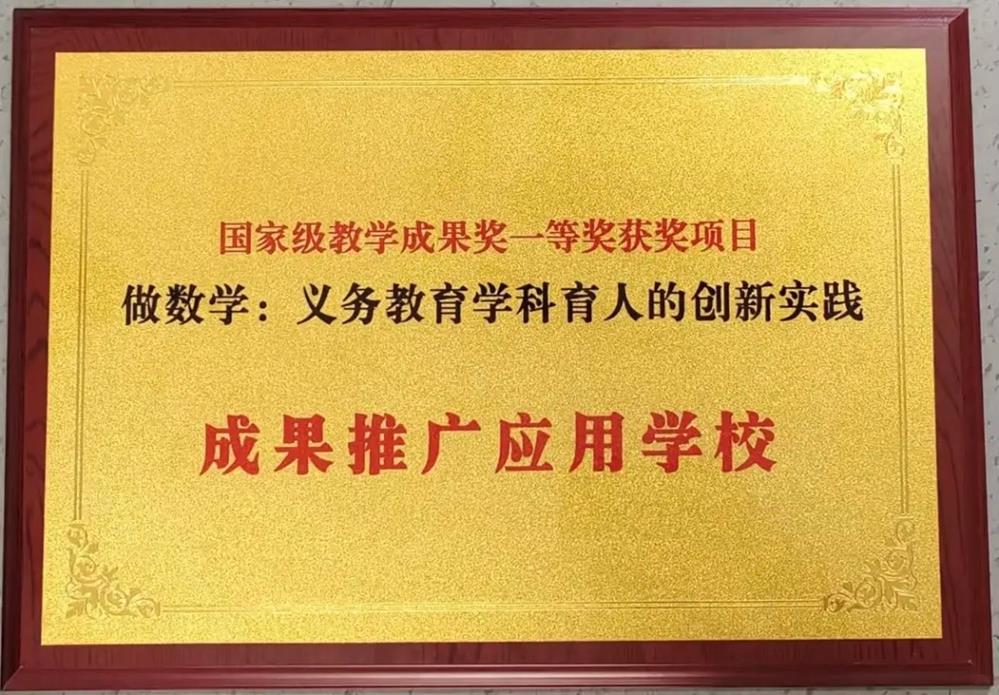 国家级教学成果奖一等奖获奖项目
做数学：义务教育学科育人的创新实践
成果推广应用学校